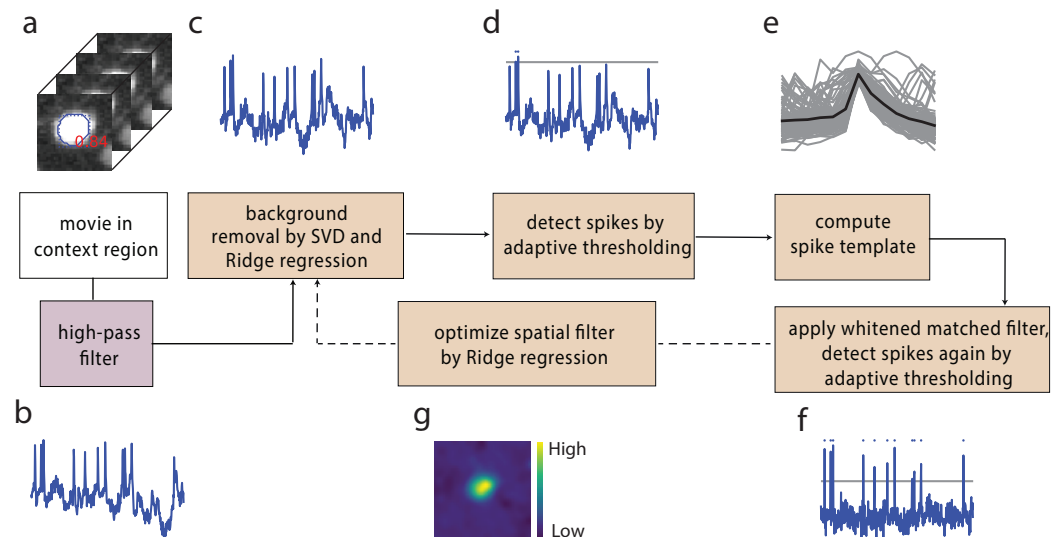 a
c
d
e
0.84
movie in
context region
background
removal by SVD and
Ridge regression
detect spikes by
adaptive thresholding
compute
spike template
high-pass
filter
optimize spatial filter
by Ridge regression
apply whitened matched filter,
detect spikes again by
adaptive thresholding
b
g
High
Low
f